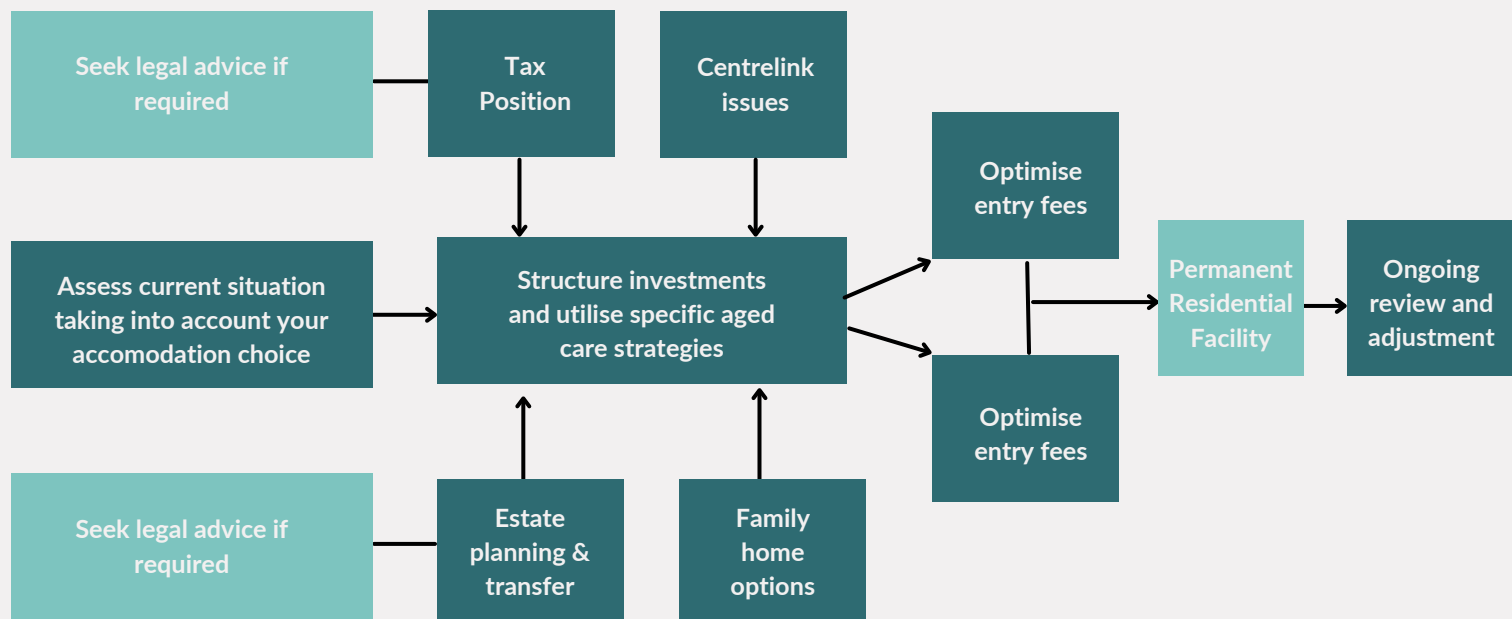 Seek legal advice if
required
Tax
Position
Centrelink
issues
Optimise
entry fees
Assess current situation
taking into account your
accomodation choice
Structure investments
and utilise specific aged
care strategies
Permanent
Residential
Facility
Ongoing
review and
adjustment
Optimise
entry fees
Seek legal advice if
required
Estate
planning &
transfer
Family
home
options